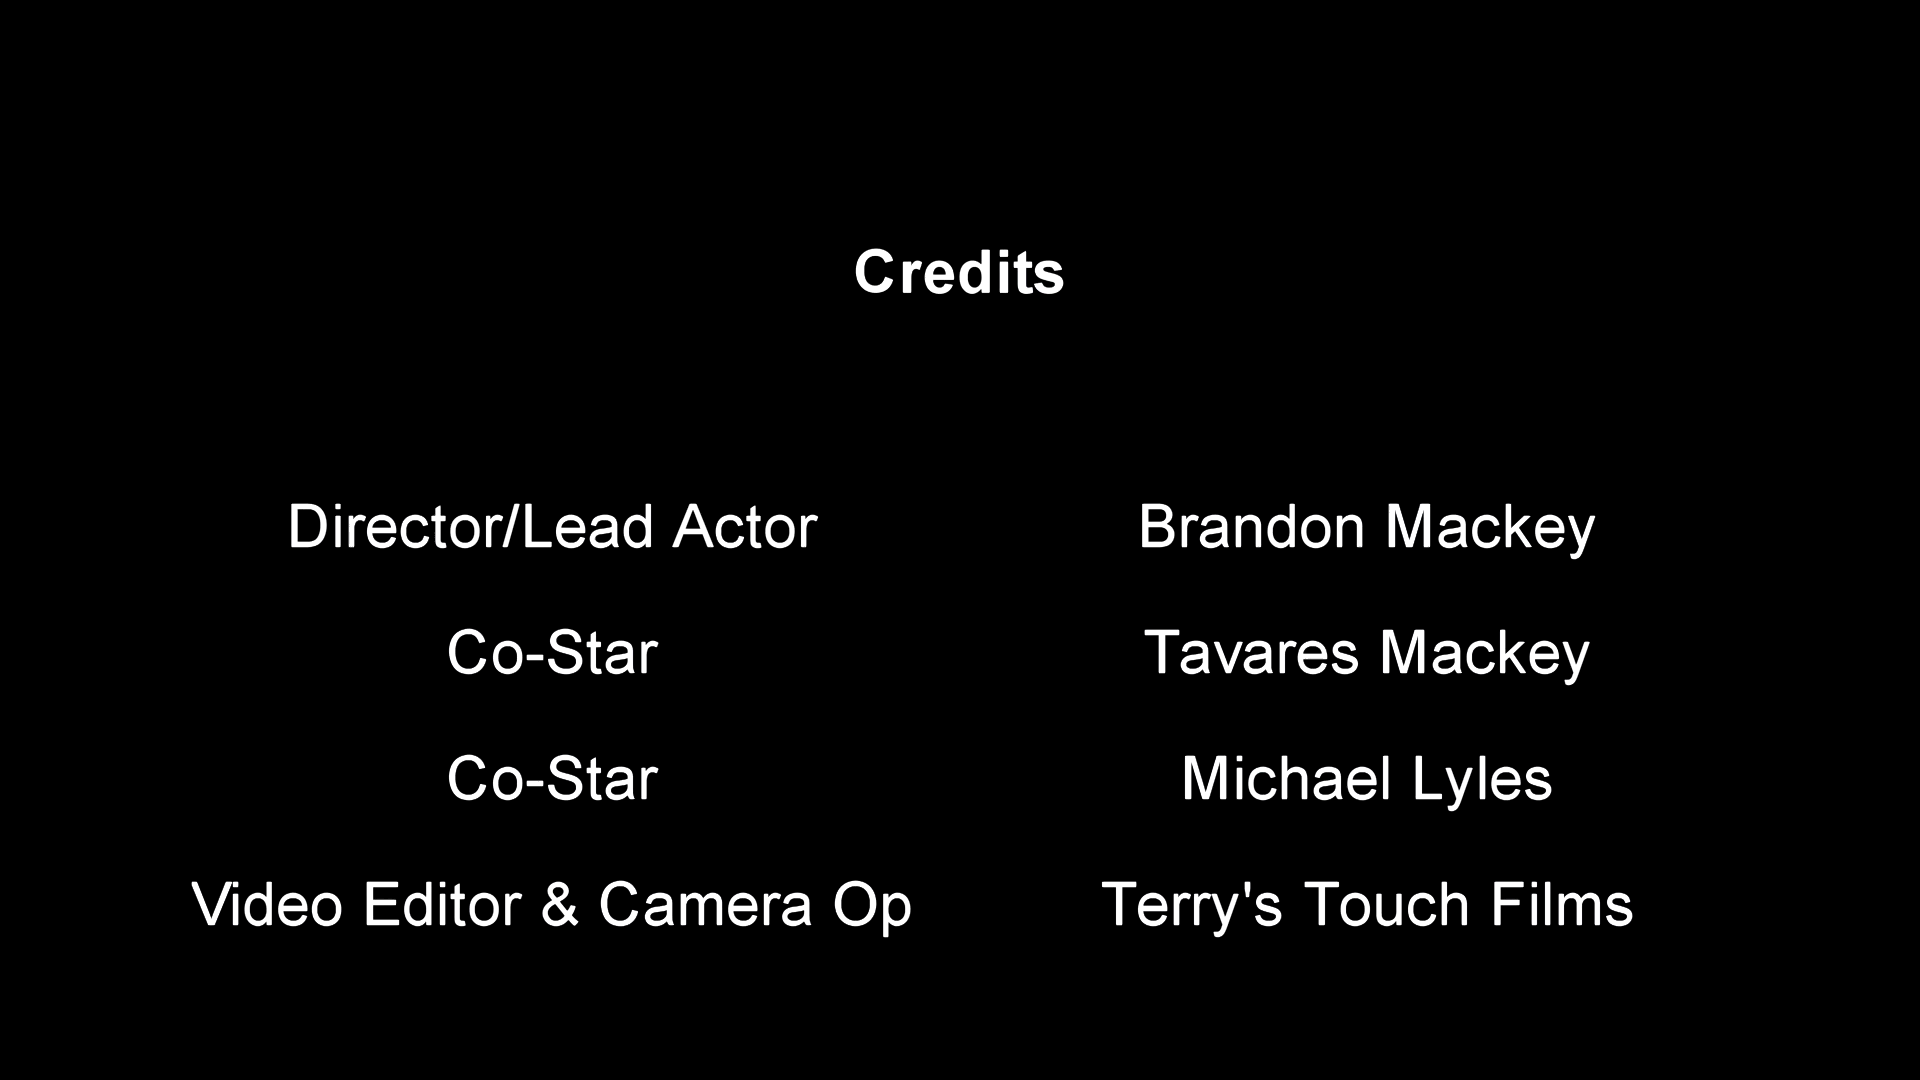 Credits
Director/Lead Actor Brandon Mackey
Co-Star Tavares Mackey
Co-Star Michael Lyles
Video Editor & Camera Op Terry's Touch Films